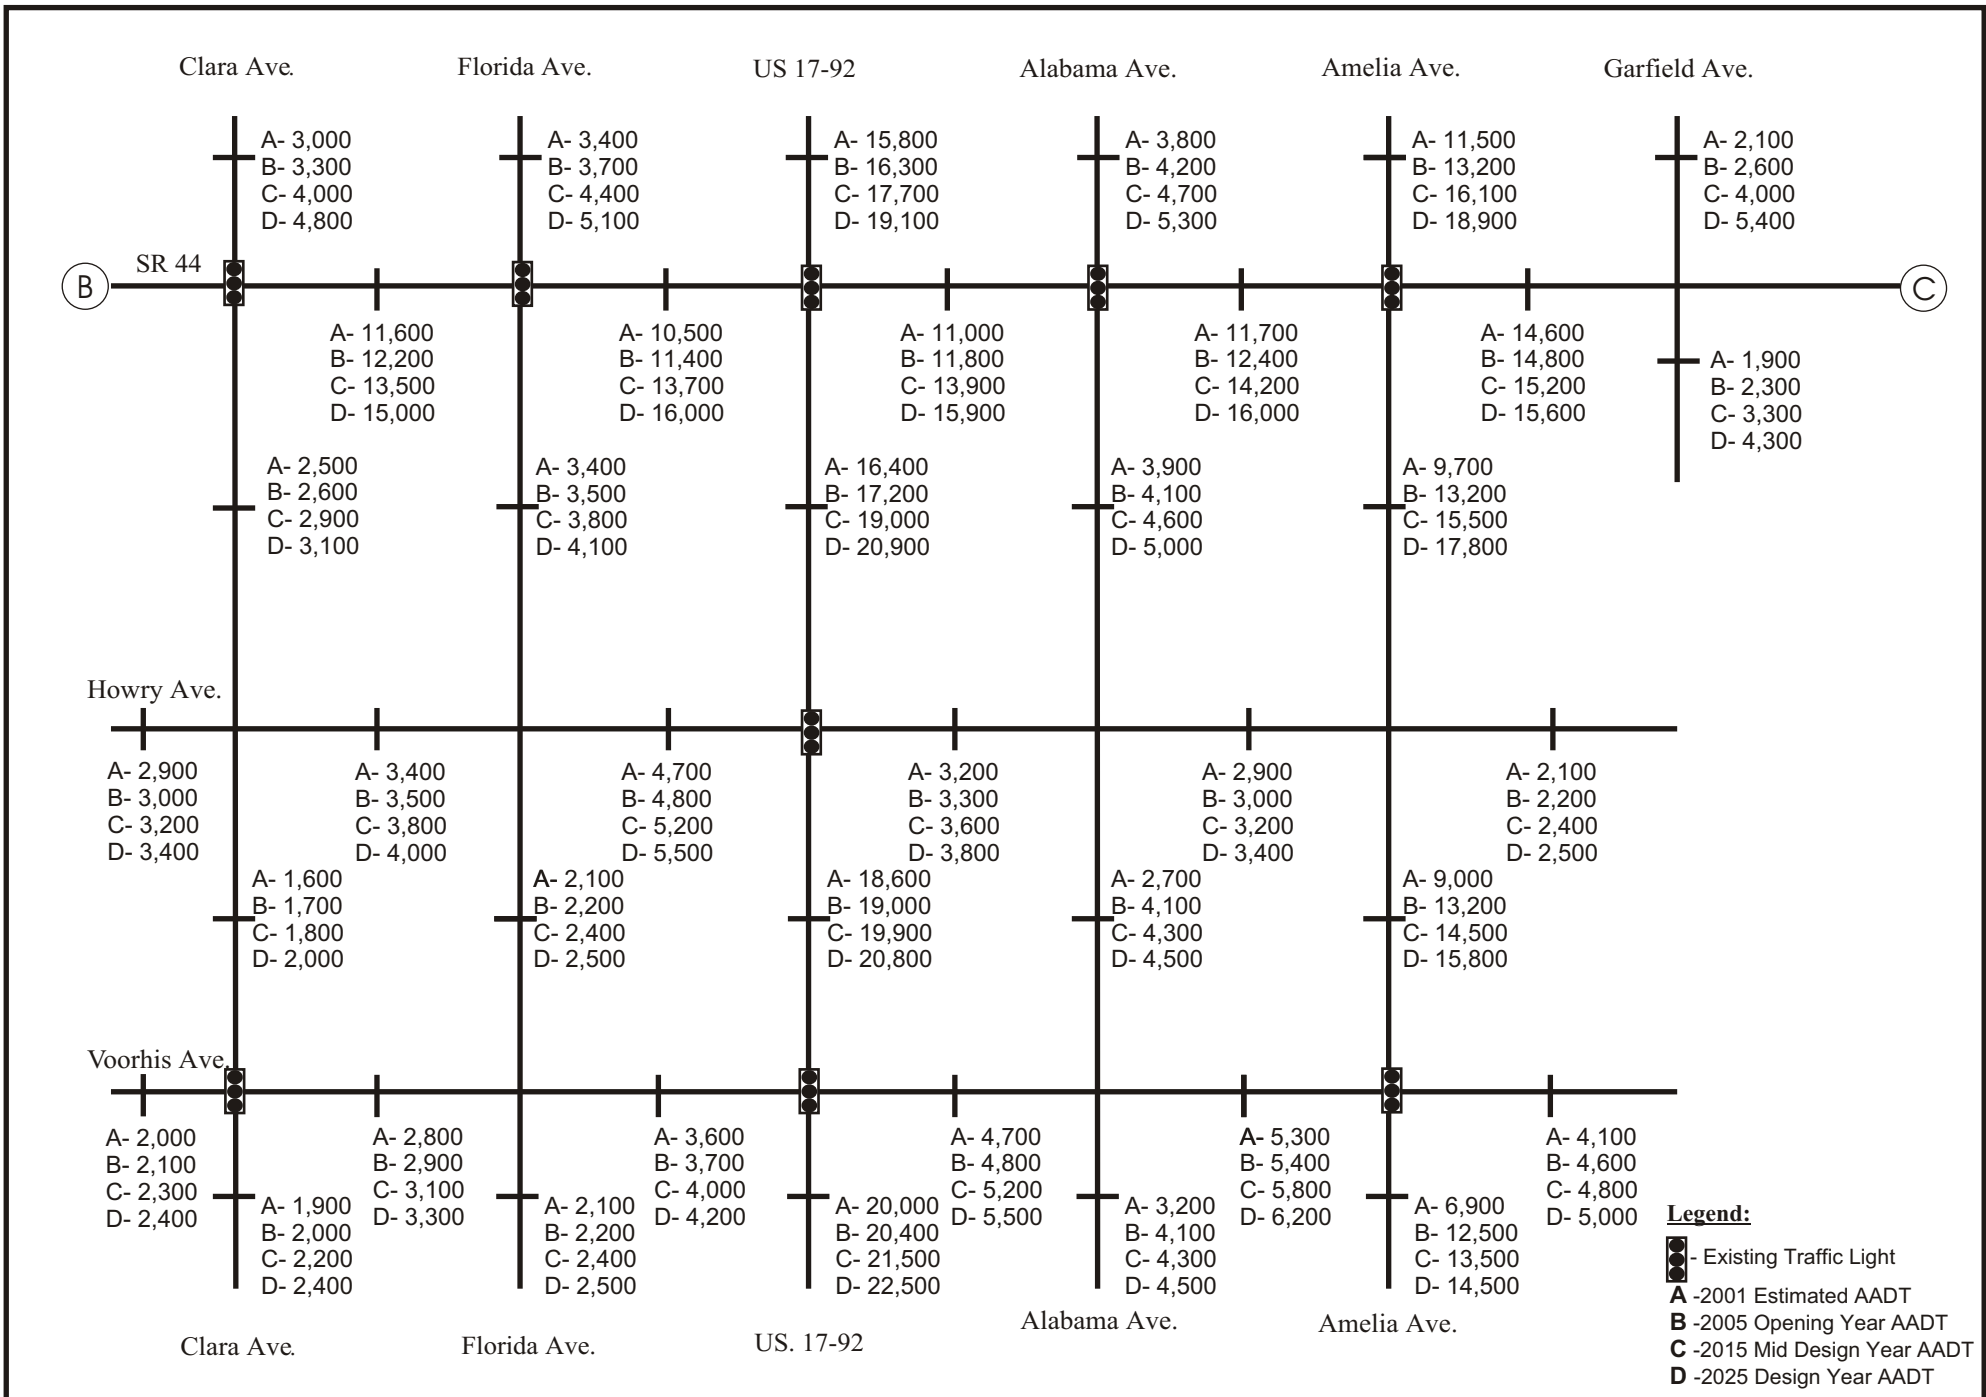 Clara Ave.
Florida Ave.
US 17-92
Alabama Ave.
Amelia Ave.
Garfield Ave.
A- 3,000
B- 3,300
C- 4,000
D- 4,800
A- 3,400
B- 3,700
C- 4,400
D- 5,100
A- 15,800
B- 16,300
C- 17,700
D- 19,100
A- 3,800
B- 4,200
C- 4,700
D- 5,300
A- 11,500
B- 13,200
C- 16,100
D- 18,900
A- 2,100
B- 2,600
C- 4,000
D- 5,400
B
SR 44
C
A- 11,600
B- 12,200
C- 13,500
D- 15,000
A- 10,500
B- 11,400
C- 13,700
D- 16,000
A- 11,000
B- 11,800
C- 13,900
D- 15,900
A- 11,700
B- 12,400
C- 14,200
D- 16,000
A- 14,600
B- 14,800
C- 15,200
D- 15,600
A- 1,900
B- 2,300
C- 3,300
D- 4,300
A- 2,500
B- 2,600
C- 2,900
D- 3,100
A- 3,400
B- 3,500
C- 3,800
D- 4,100
A- 16,400
B- 17,200
C- 19,000
D- 20,900
A- 3,900
B- 4,100
C- 4,600
D- 5,000
A- 9,700
B- 13,200
C- 15,500
D- 17,800
Howry Ave.
A- 2,900
B- 3,000
C- 3,200
D- 3,400
A- 3,400
B- 3,500
C- 3,800
D- 4,000
A- 4,700
B- 4,800
C- 5,200
D- 5,500
A- 3,200
B- 3,300
C- 3,600
D- 3,800
A- 2,900
B- 3,000
C- 3,200
D- 3,400
A- 2,100
B- 2,200
C- 2,400
D- 2,500
A- 1,600
B- 1,700
C- 1,800
D- 2,000
A- 2,100
B- 2,200
C- 2,400
D- 2,500
A- 18,600
B- 19,000
C- 19,900
D- 20,800
A- 2,700
B- 4,100
C- 4,300
D- 4,500
A- 9,000
B- 13,200
C- 14,500
D- 15,800
Voorhis Ave.
A- 2,000
B- 2,100
C- 2,300
D- 2,400
A- 2,800
B- 2,900
C- 3,100
D- 3,300
A- 3,600
B- 3,700
C- 4,000
D- 4,200
A- 4,700
B- 4,800
C- 5,200
D- 5,500
A- 5,300
B- 5,400
C- 5,800
D- 6,200
A- 4,100
B- 4,600
C- 4,800
D- 5,000
A- 1,900
B- 2,000
C- 2,200
D- 2,400
A- 2,100
B- 2,200
C- 2,400
D- 2,500
A- 20,000
B- 20,400
C- 21,500
D- 22,500
A- 3,200
B- 4,100
C- 4,300
D- 4,500
A- 6,900
B- 12,500
C- 13,500
D- 14,500
Clara Ave.
Florida Ave.
US. 17-92
Alabama Ave.
Amelia Ave.
Legend:
- Existing Traffic Light
A -2001 Estimated AADT
B -2005 Opening Year AADT
C -2015 Mid Design Year AADT
D -2025 Design Year AADT